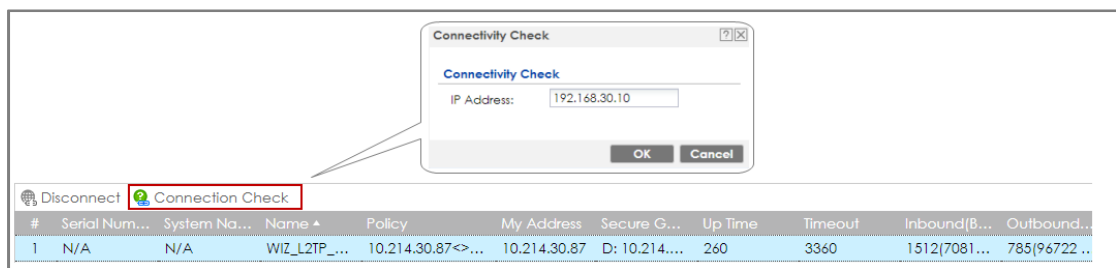 Connectivity Check
Connectivity Check
IP Address: 192.168.30.10
OK Cancel
Disconnect Connection Check
# Serial Num... System Na... Name Policy My Address Secure G... Up Time Timeout Inbound(B... Outbound...
1 N/A N/A WIZ_L2TP_... 10.214.30.87<>... 10.214.30.87 D: 10.214.... 260 3360 1512(7081... 785(96722 ...